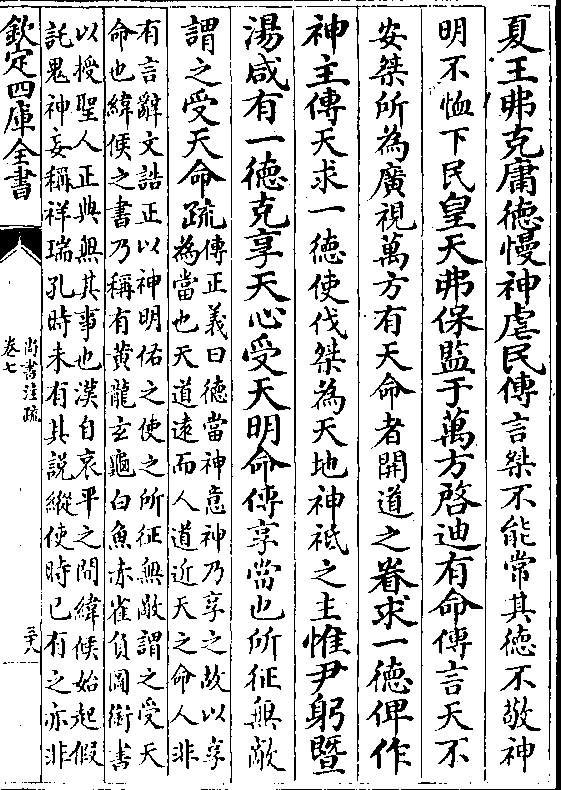 夏王弗克庸德慢神虐民傳言桀不能常其德不敬神
明不恤下民皇天弗保監于萬方啓迪有命傳言天不
安桀所為廣視萬方有天命者開道之眷求一德俾作
神主傳天求一德使伐桀為天地神祇之主惟尹躬暨
湯咸有一德克享天心受天明命傳享當也所征無敵
謂之受天命疏傳正義曰德當神意神乃享之故以享
為當也天道遠而人道近天之命人非
有言辭文誥正以神明佑之使之所征無敵謂之受天
命也緯候之書乃稱有黄龍玄龜白魚赤雀負圖銜書
以授聖人正典無其事也漢自哀平之間緯候始起假
託鬼神妄稱祥瑞孔時未有其說縱使時已有之亦非
欽定四庫全書
尚書注疏
卷七
三十八